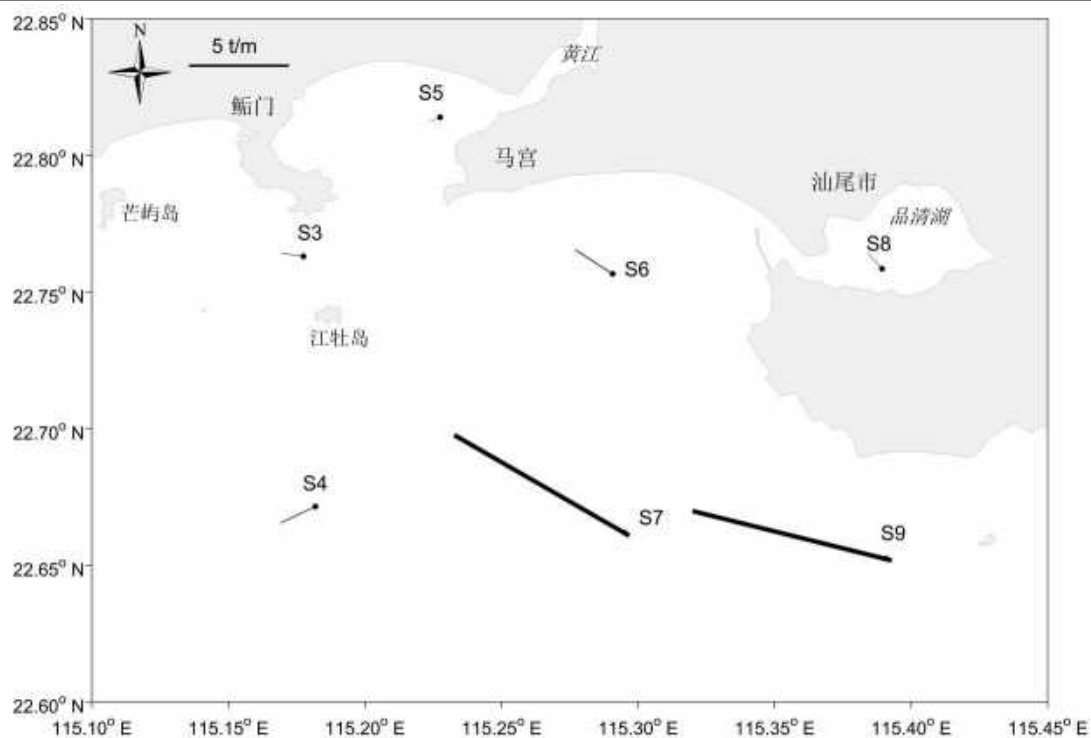 22.85° N
N
5 t/m
黄江
S5
鲘门
22.80° N
马宫
汕尾市
芒屿岛
品清湖
S3
S8
S6
22.75° N
江牡岛
22.70° N
S4
S7
S9
22.65° N
22.60° N
115.10° E 115.15° E 115.20° E 115.25° E 115.30° E 115.35° E 115.40° E 115.45° E